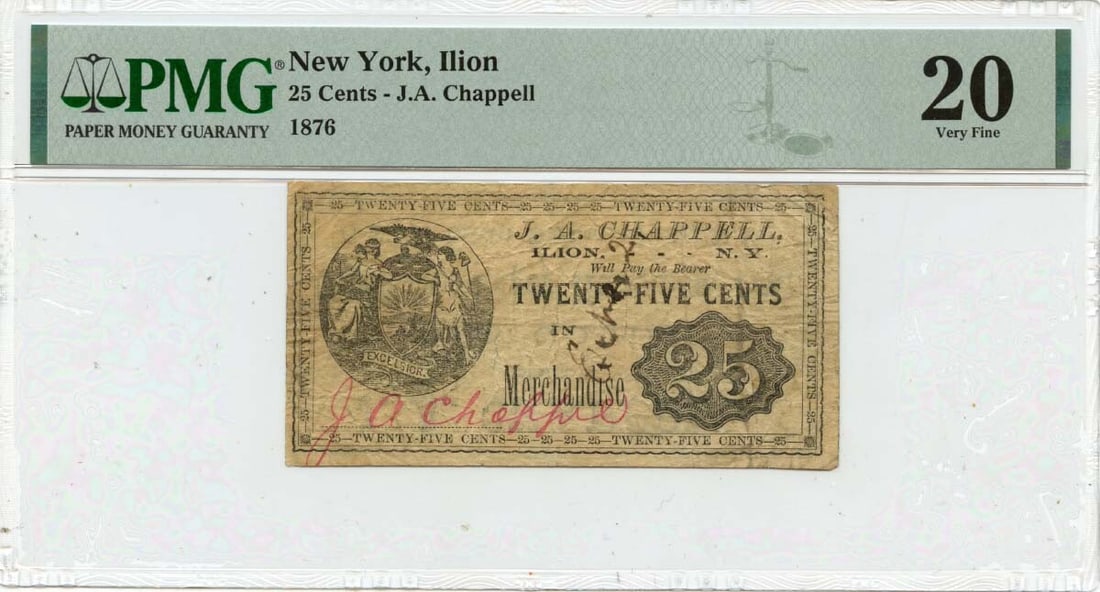 PMG®
PAPER MONEY GUARANTY
New York, Ilion
25 Cents - J.A. Chappell
1876
20
Very Fine
25—TWENTY-FIVE CENTS—25—25—25—25—TWENTY-FIVE CENTS—25
25—TWENTY-FIVE CENTS—25
J. A. CHAPPELL,
ILION, - - N. Y.
Will Pay the Bearer
TWENTY-FIVE CENTS
IN
Merchandise
25
EXCELSIOR.
J A Chappel
25—TWENTY-FIVE CENTS—25
25—TWENTY-FIVE CENTS—25—25—25—25—TWENTY-FIVE CENTS—25